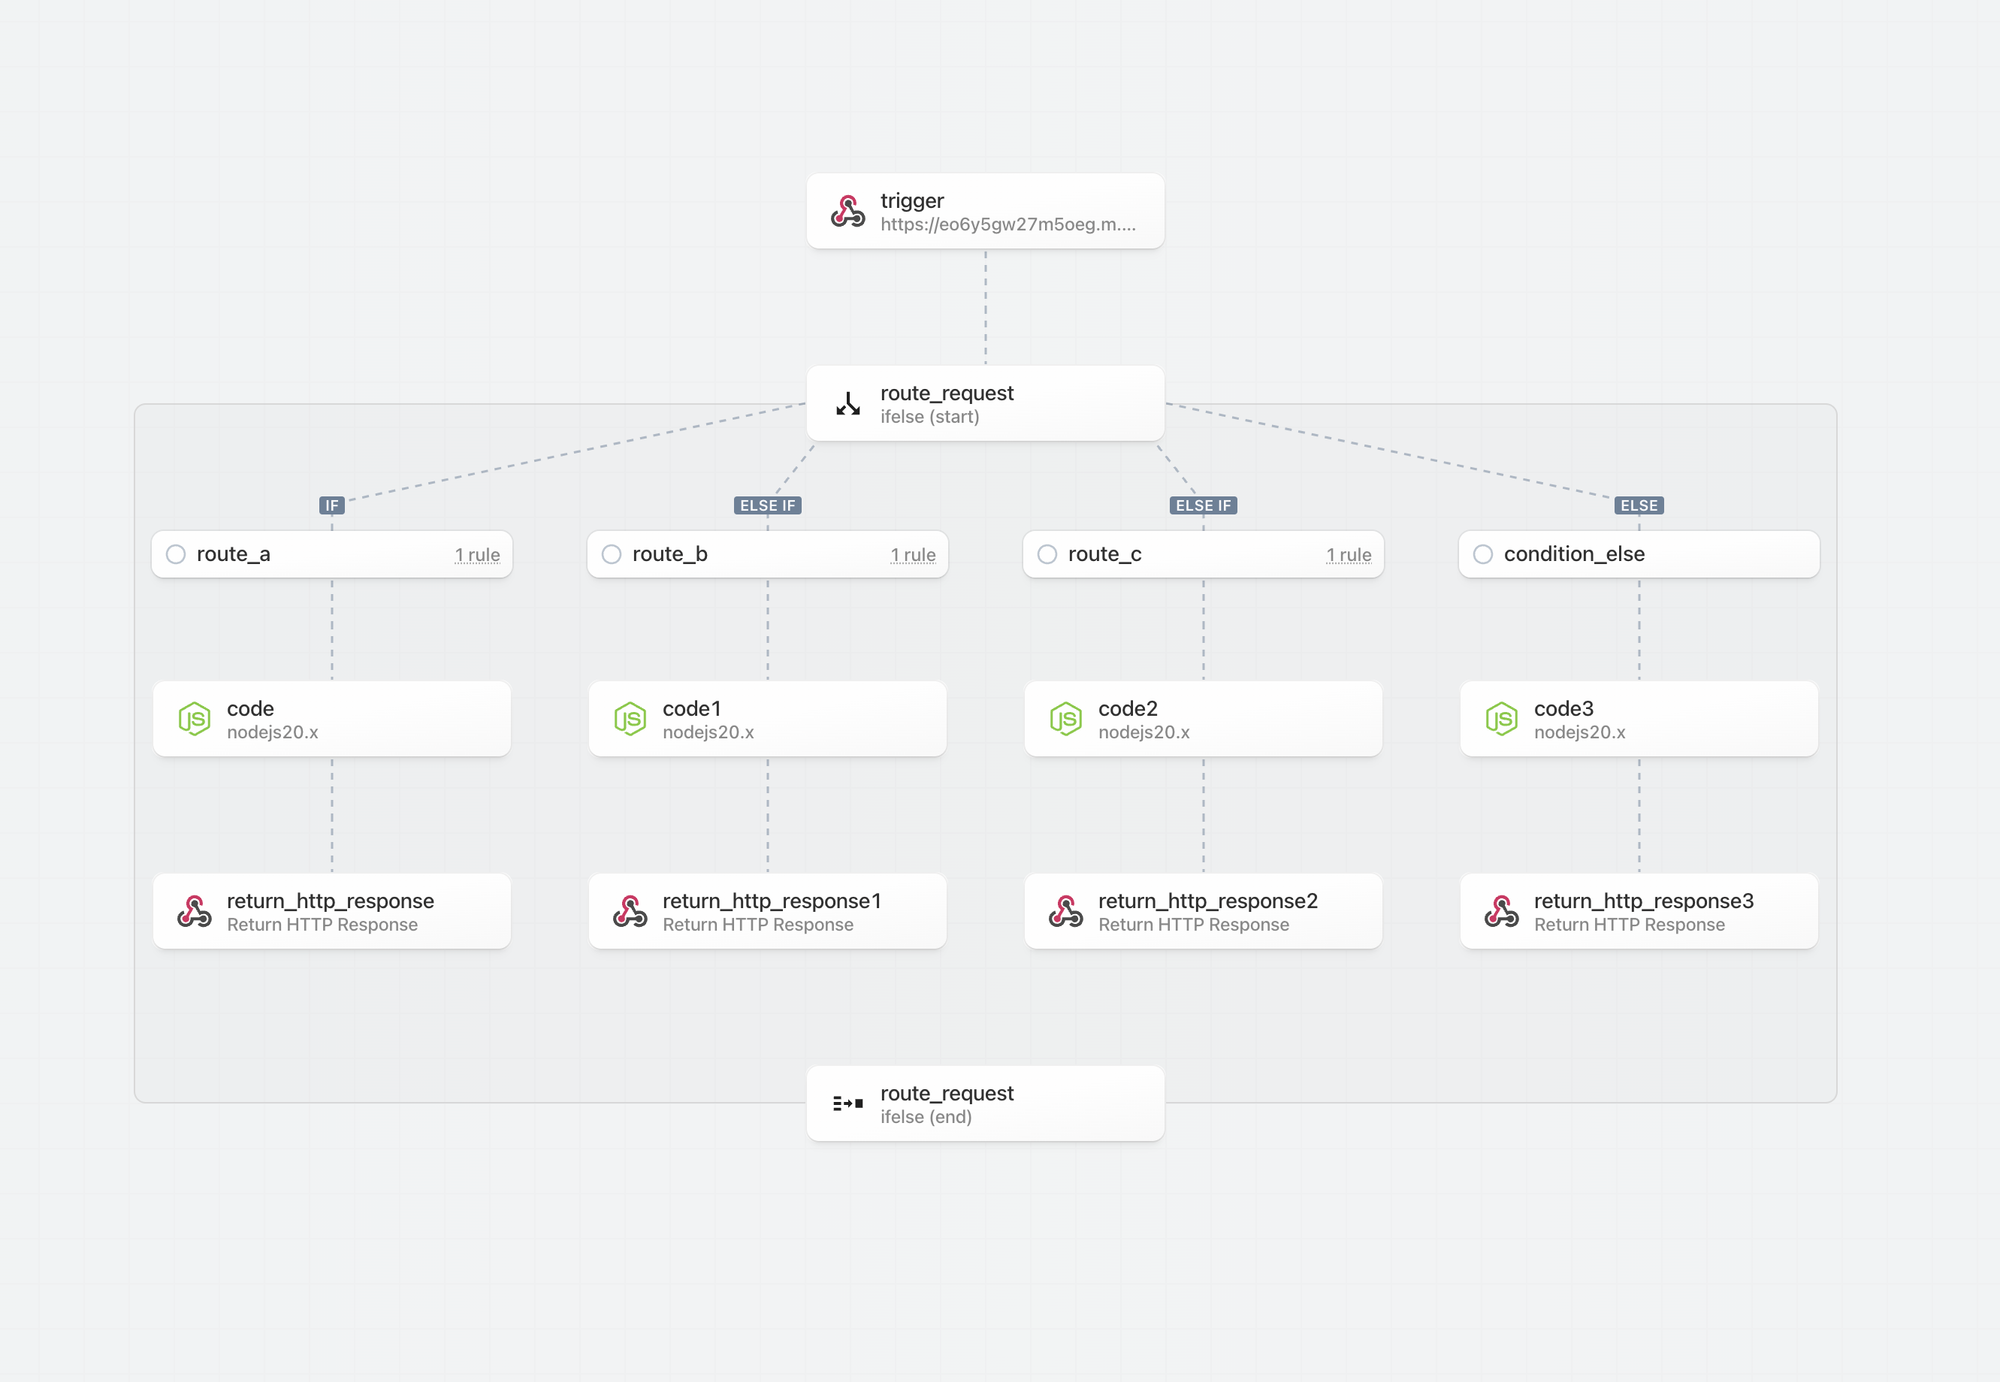 trigger
https://eo6y5gw27m5oeg.m....
route_request
ifelse (start)
IF
ELSE IF
ELSE IF
ELSE
route_a 1 rule
route_b 1 rule
route_c 1 rule
condition_else
code
nodejs20.x
code1
nodejs20.x
code2
nodejs20.x
code3
nodejs20.x
return_http_response
Return HTTP Response
return_http_response1
Return HTTP Response
return_http_response2
Return HTTP Response
return_http_response3
Return HTTP Response
route_request
ifelse (end)